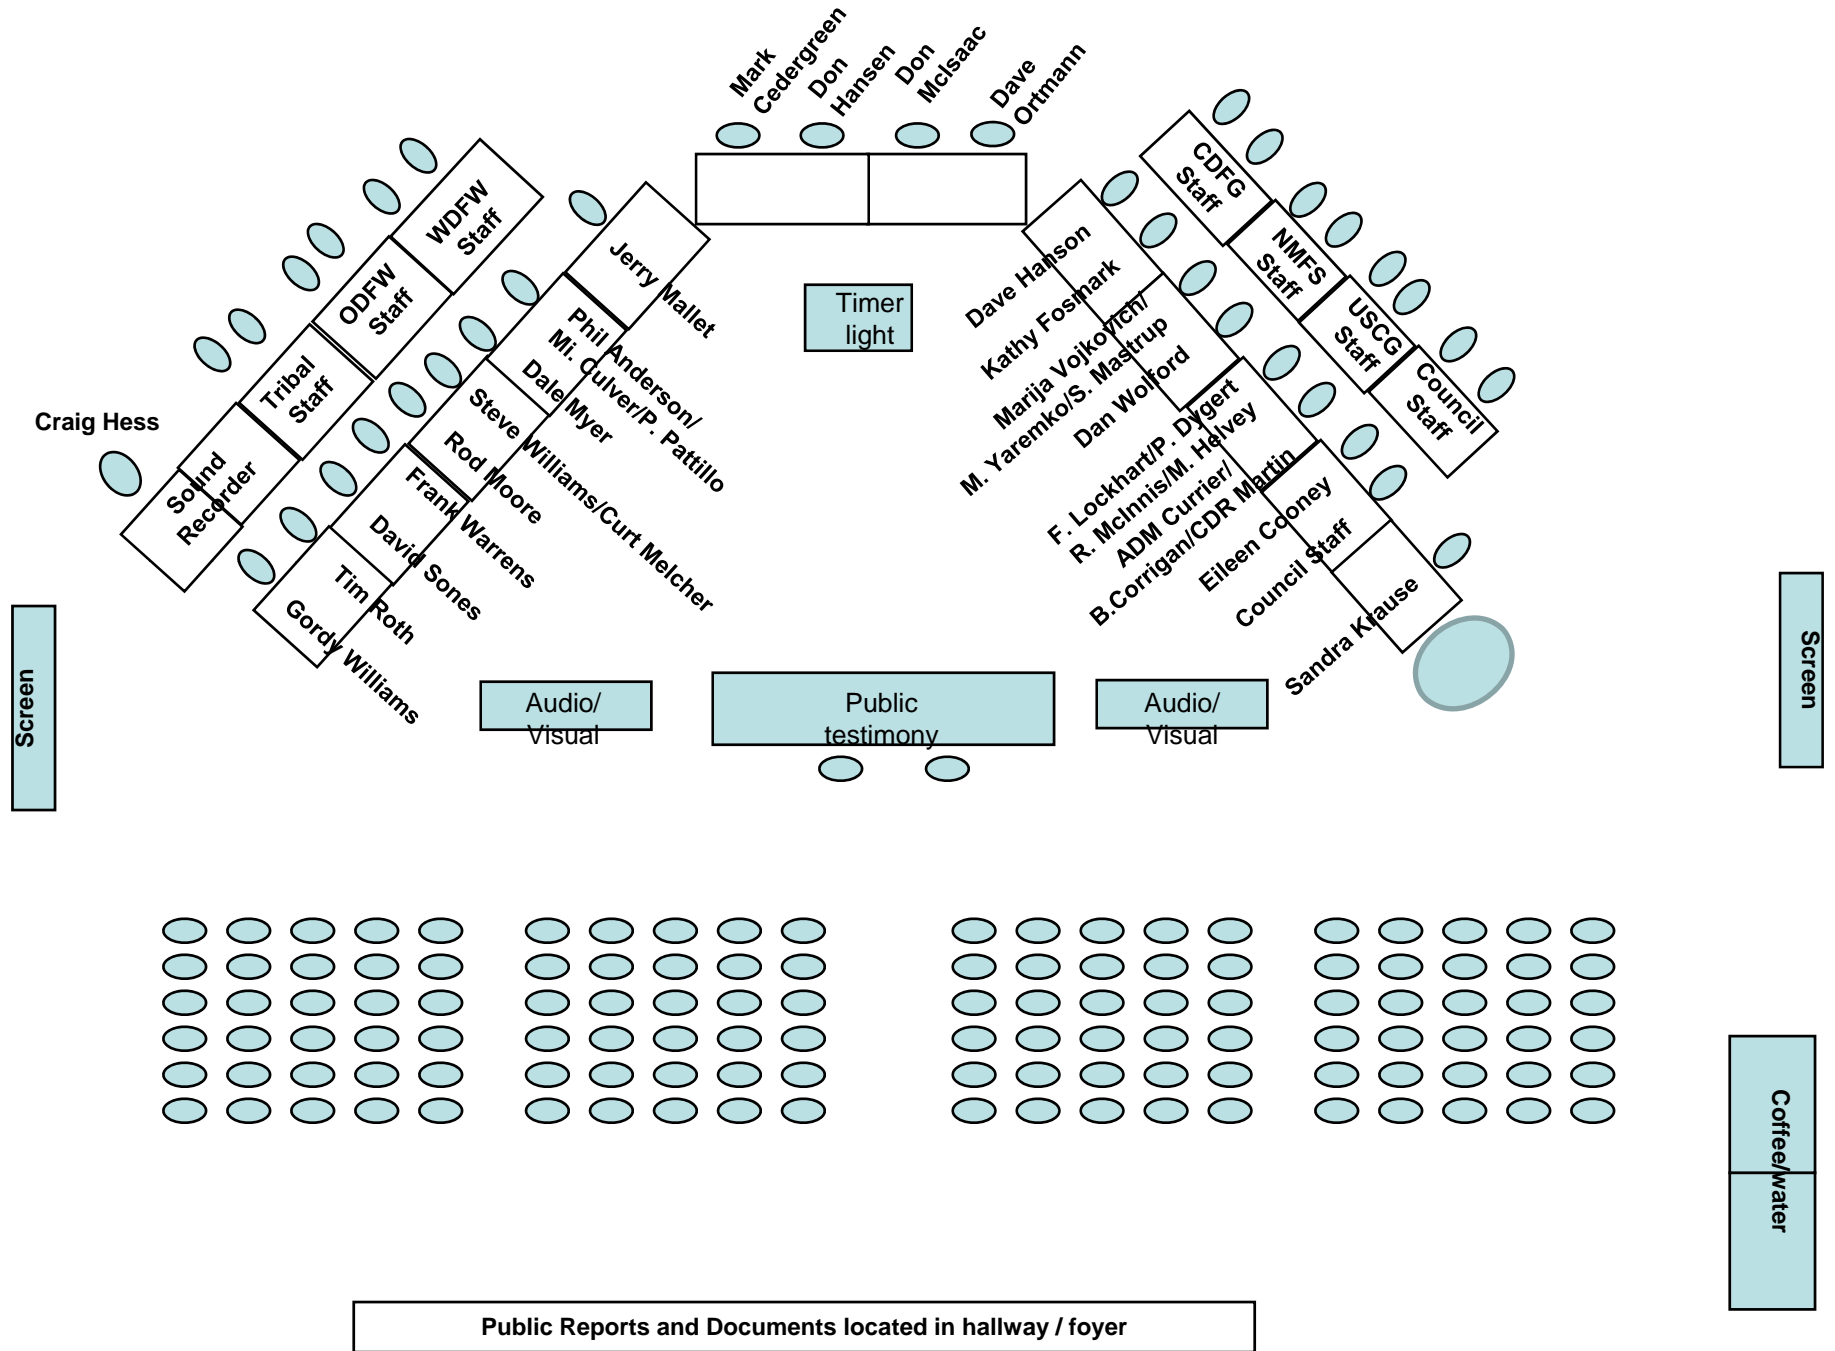 Mark
Cedergreen
Don
Hansen
Don
McIsaac
Dave
Ortmann
WDFW
Staff
ODFW
Staff
Tribal
Staff
Sound
Recorder
Craig Hess
Jerry Mallet
Phil Anderson/
Mi. Culver/P. Pattillo
Dale Myer
Steve Williams/Curt Melcher
Rod Moore
Frank Warrens
David Sones
Tim Roth
Gordy Williams
Timer
light
Dave Hanson
Kathy Fosmark
Marija Vojkovich/
M. Yaremko/S. Mastrup
Dan Wolford
F. Lockhart/P. Dygert
R. McInnis/M. Helvey
ADM Currier/
B.Corrigan/CDR Martin
Eileen Cooney
Council Staff
Sandra Krause
CDFG
Staff
NMFS
Staff
USCG
Staff
Council
Staff
Screen
Audio/
Visual
Public
testimony
Audio/
Visual
Screen
Coffee/water
Public Reports and Documents located in hallway / foyer